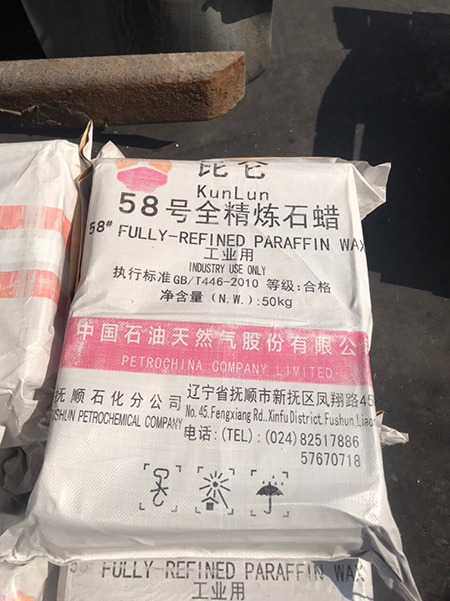 昆仑
KunLun
58号全精炼石蜡
58# FULLY-REFINED PARAFFIN WAX
工业用
INDUSTRY USE ONLY
执行标准GB/T446-2010 等级:合格
净含量(N.W.):50kg
中国石油天然气股份有限公
PETROCHINA COMPANY LIMITED
抚顺石化分公司
USHUN PETROCHEMICAL COMPANY
辽宁省抚顺市新抚区凤翔路45
No.45.Fengxiang Rd.,Xinfu District.Fushun,Liaon
电话:(TEL):(024)82517886
57670718
58# FULLY-REFINED PARAFFIN WAX
工业用